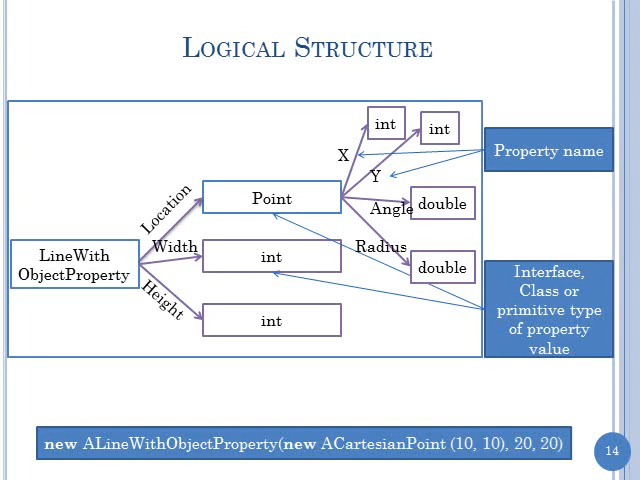 LOGICAL STRUCTURE
int
int
Property name
X
Y
Location
Point
Angle
double
Width
Radius
LineWith
ObjectProperty
int
double
Interface,
Class or
primitive type
of property
value
Height
int
new ALineWithObjectProperty(new ACartesianPoint (10, 10), 20, 20)
14